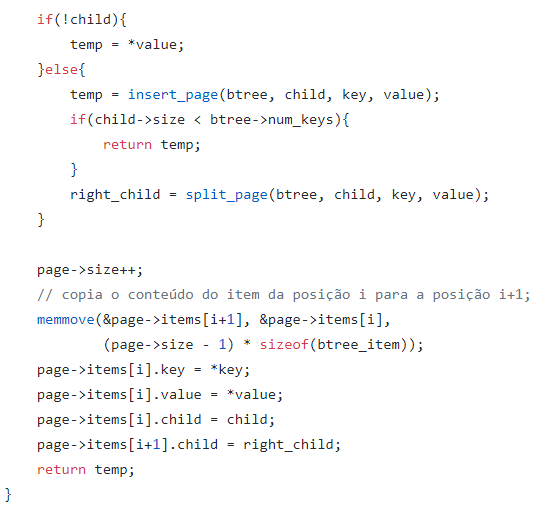 if(!child){
temp = *value;
}else{
temp = insert_page(btree, child, key, value);
if(child->size < btree->num_keys){
return temp;
}
right_child = split_page(btree, child, key, value);
}
page->size++;
// copia o conteúdo do item da posição i para a posição i+1;
memmove(&page->items[i+1], &page->items[i],
(page->size - 1) * sizeof(btree_item));
page->items[i].key = *key;
page->items[i].value = *value;
page->items[i].child = child;
page->items[i+1].child = right_child;
return temp;
}